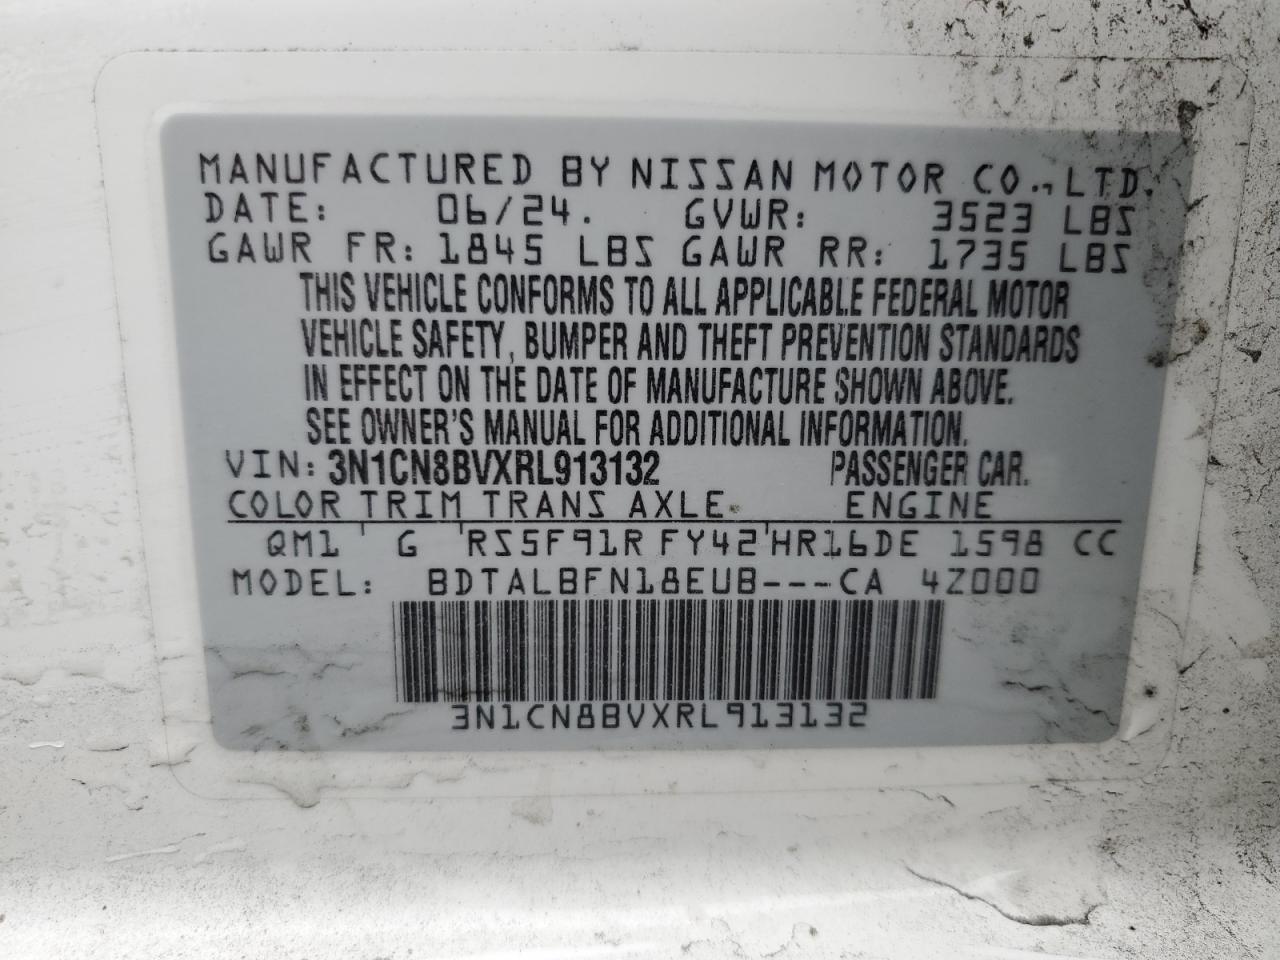 MANUFACTURED BY NISSAN MOTOR CO., LTD.
DATE: 06/24. GVWR: 3523 LBS
GAWR FR: 1845 LBS GAWR RR: 1735 LBS
THIS VEHICLE CONFORMS TO ALL APPLICABLE FEDERAL MOTOR
VEHICLE SAFETY, BUMPER AND THEFT PREVENTION STANDARDS
IN EFFECT ON THE DATE OF MANUFACTURE SHOWN ABOVE.
SEE OWNER'S MANUAL FOR ADDITIONAL INFORMATION.
VIN: 3N1CN8BVXRL913132 PASSENGER CAR.
COLOR TRIM TRANS AXLE ENGINE
QM1 G RS5F91R FY42 HR16DE 1598 CC
MODEL: BDTALBFN18EUB---CA 4Z000
3N1CN8BVXRL913132